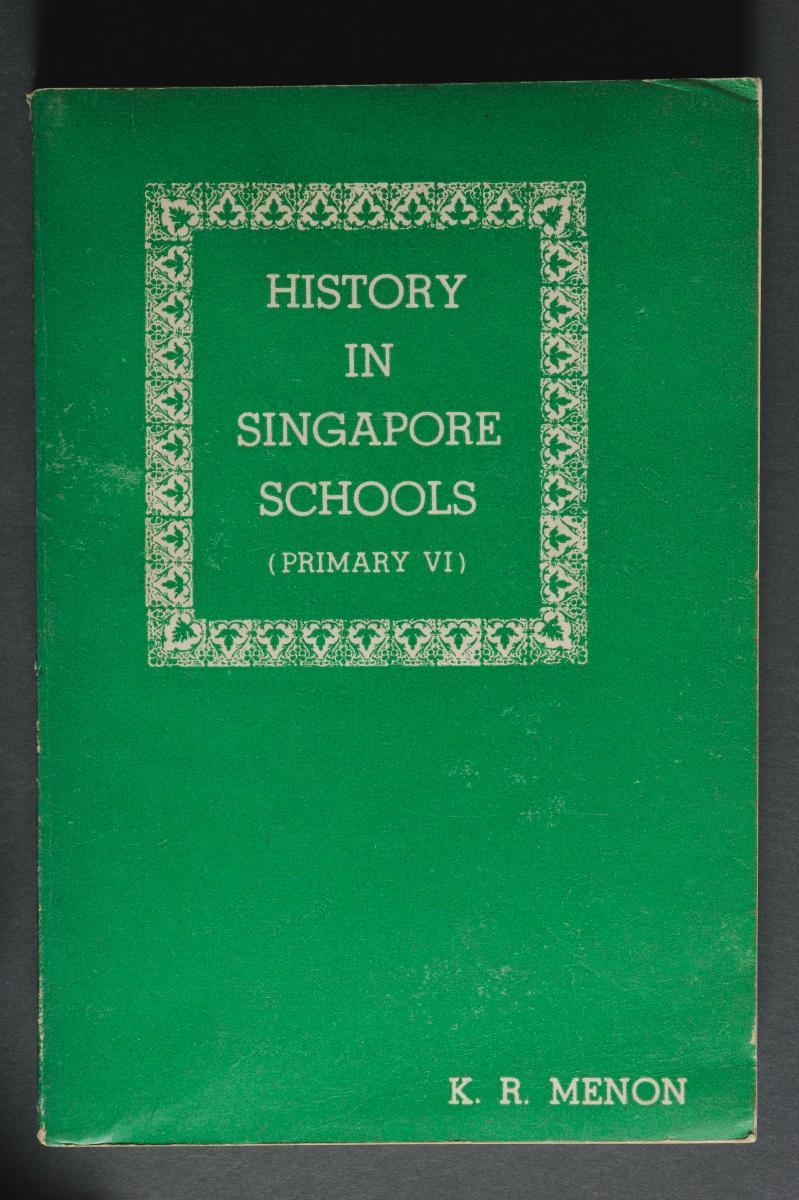 HISTORY
IN
SINGAPORE
SCHOOLS
(PRIMARY VI)
K. R. MENON